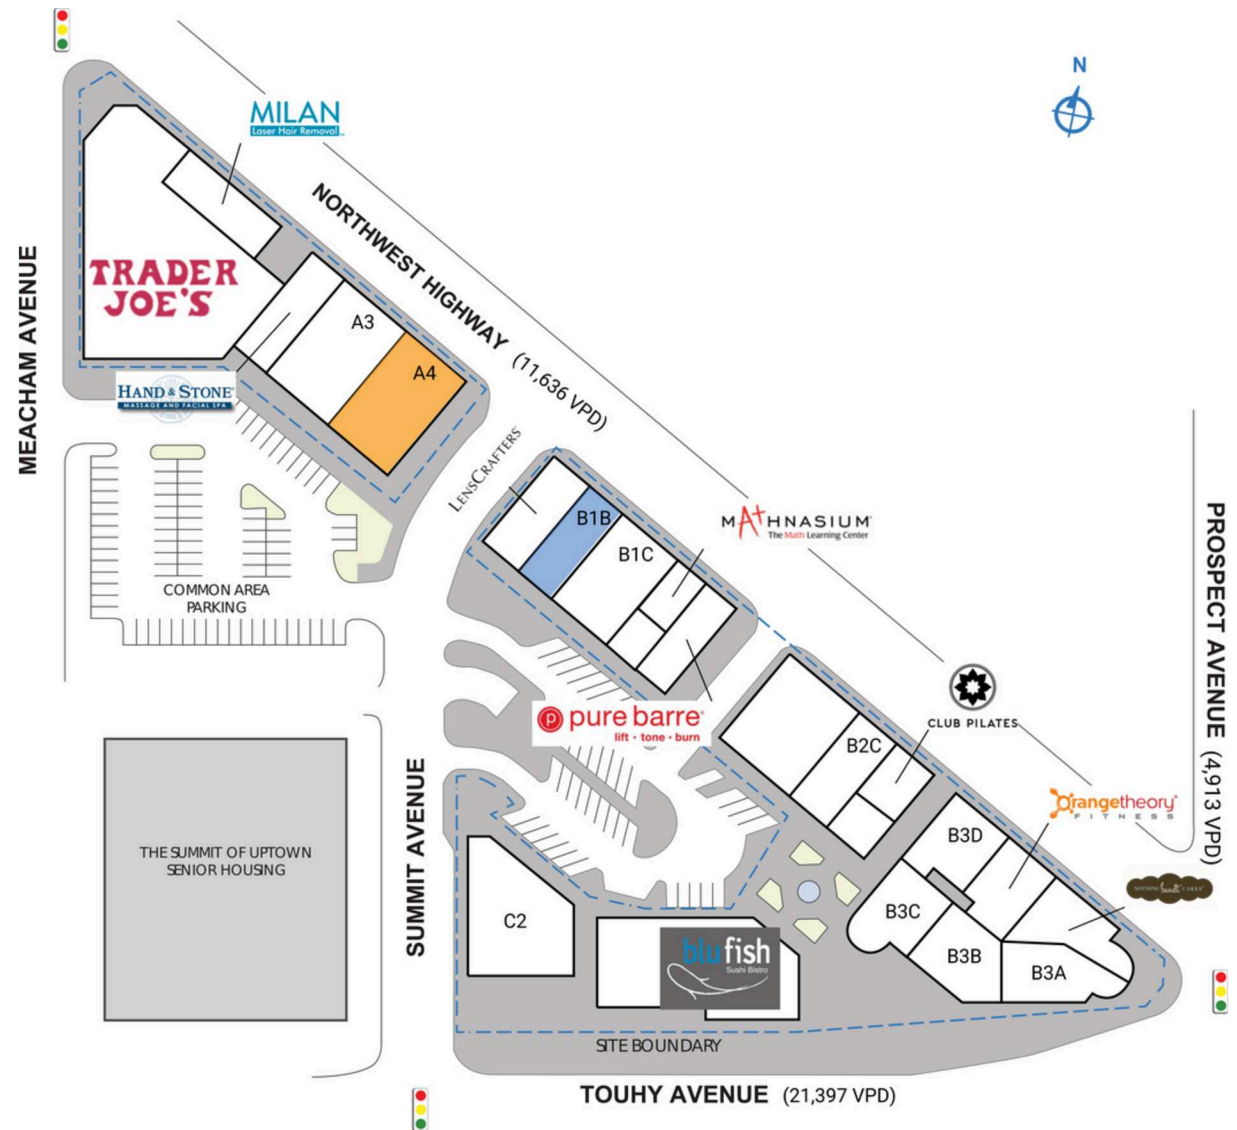 N
MILAN
Laser Hair Removal
NORTHWEST HIGHWAY (11,636 VPD)
MEACHAM AVENUE
TRADER
JOE'S
A3
A4
HAND & STONE®
MASSAGE AND FACIAL SPA
LENSCRAFTERS
B1B
B1C
MATHNASIUM®
The Math Learning Center
COMMON AREA
PARKING
PROSPECT AVENUE (4,913 VPD)
p pure barre®
lift • tone • burn
CLUB PILATES
B2C
SUMMIT AVENUE
Orangetheory®
FITNESS
B3D
THE SUMMIT OF UPTOWN
SENIOR HOUSING
NOTHING bundt CAKES®
C2
B3C
blufish
Sushi Bistro
B3B
B3A
SITE BOUNDARY
TOUHY AVENUE (21,397 VPD)